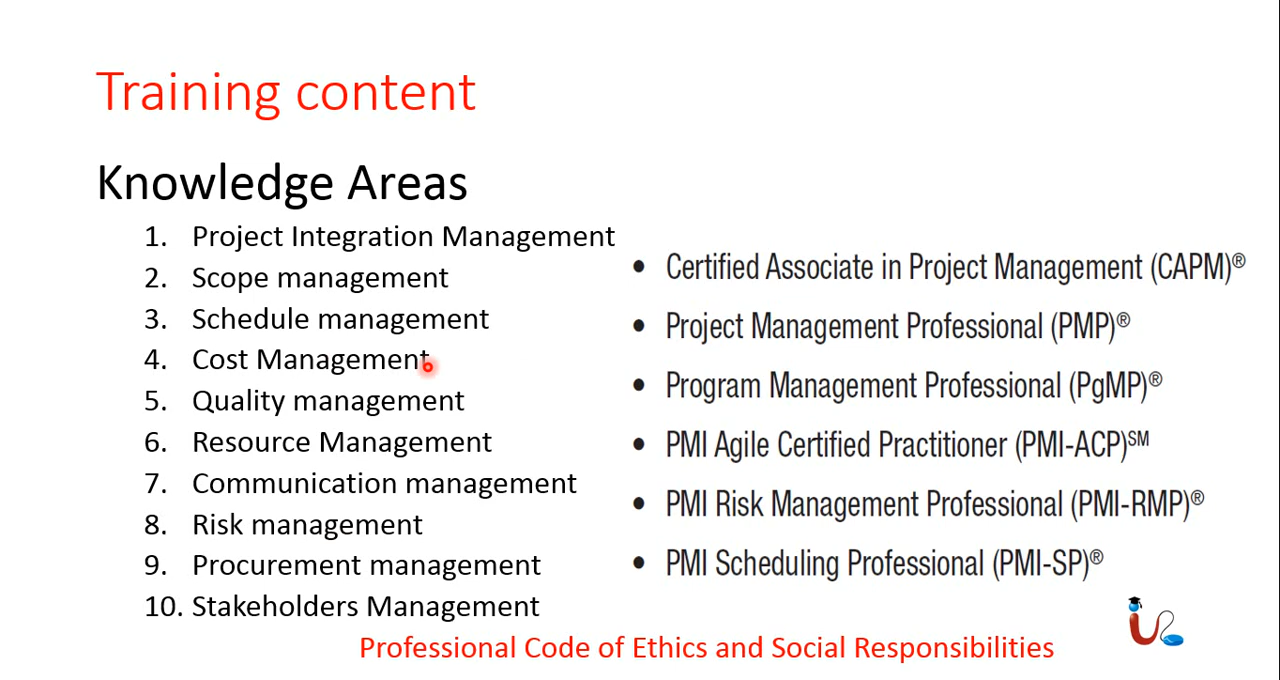 Training content
Knowledge Areas
1. Project Integration Management
2. Scope management
3. Schedule management
4. Cost Management
5. Quality management
6. Resource Management
7. Communication management
8. Risk management
9. Procurement management
10. Stakeholders Management
• Certified Associate in Project Management (CAPM)®
• Project Management Professional (PMP)®
• Program Management Professional (PgMP)®
• PMI Agile Certified Practitioner (PMI-ACP)℠
• PMI Risk Management Professional (PMI-RMP)®
• PMI Scheduling Professional (PMI-SP)®
Professional Code of Ethics and Social Responsibilities